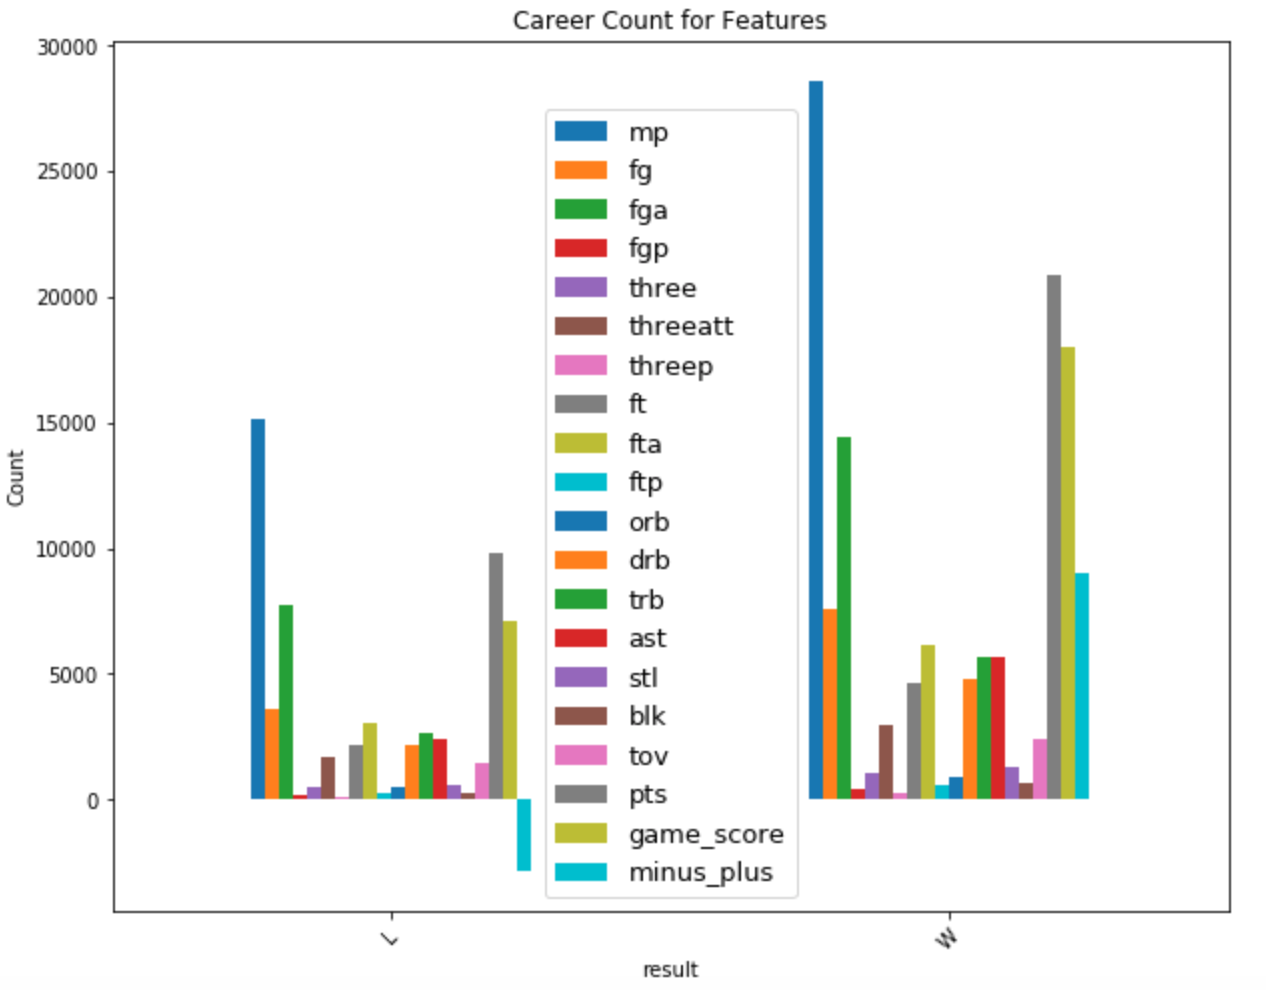 Career Count for Features
30000
25000
20000
15000
10000
5000
0
Count
mp
fg
fga
fgp
three
threeatt
threep
ft
fta
ftp
orb
drb
trb
ast
stl
blk
tov
pts
game_score
minus_plus
L
W
result